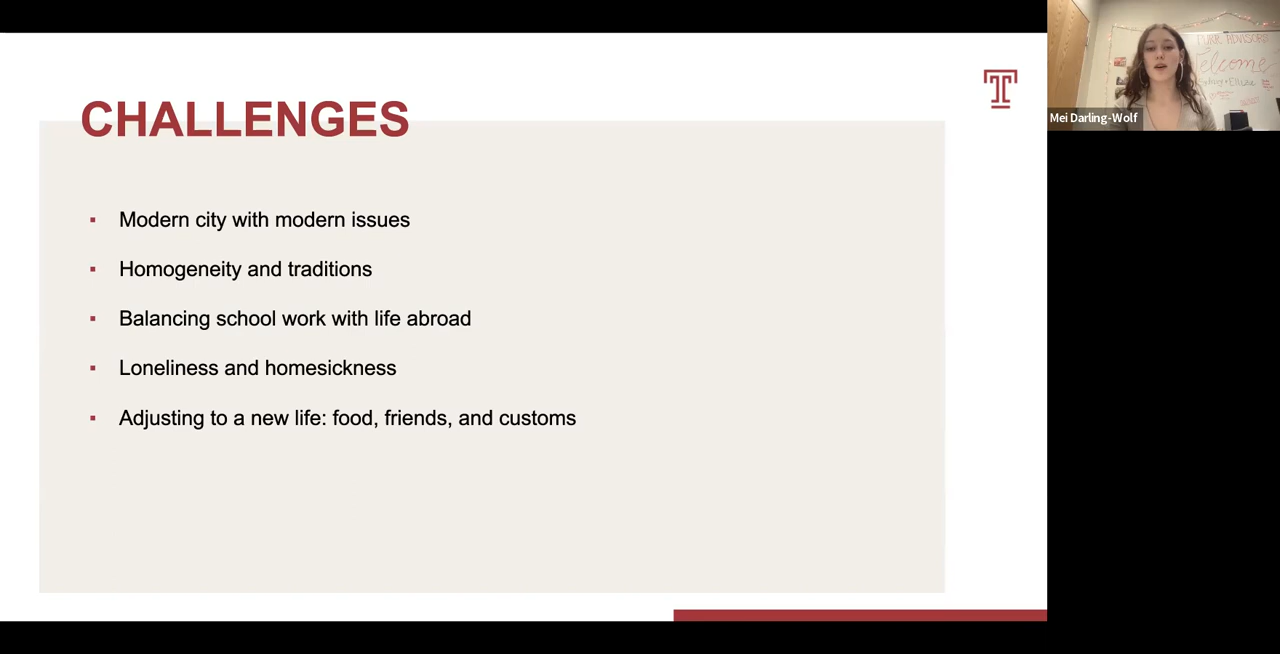 CHALLENGES
▪ Modern city with modern issues
▪ Homogeneity and traditions
▪ Balancing school work with life abroad
▪ Loneliness and homesickness
▪ Adjusting to a new life: food, friends, and customs
T
Welcome
Mei Darling-Wolf